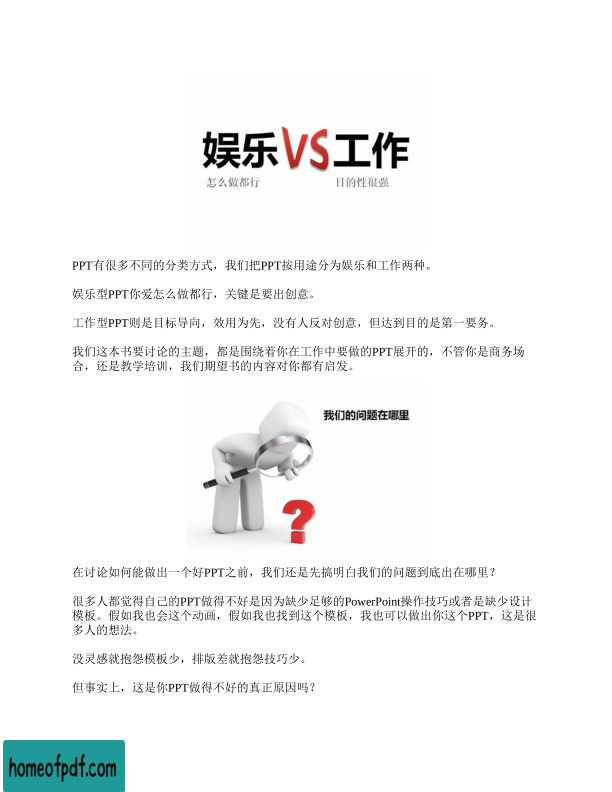 娱乐VS工作
怎么做都行 目的性很强
PPT有很多不同的分类方式，我们把PPT按用途分为娱乐和工作两种。
娱乐型PPT你爱怎么做都行，关键是要出创意。
工作型PPT则是目标导向，效用为先，没有人反对创意，但达到目的是第一要务。
我们这本书要讨论的主题，都是围绕着你在工作中要做的PPT展开的，不管你是商务场
合，还是教学培训，我们期望书的内容对你都有启发。
我们的问题在哪里
?
在讨论如何能做出一个好PPT之前，我们还是先搞明白我们的问题到底出在哪里？
很多人都觉得自己的PPT做得不好是因为缺少足够的PowerPoint操作技巧或者是缺少设计
模板。假如我也会这个动画，假如我也找到这个模板，我也可以做出你这个PPT，这是很
多人的想法。
没灵感就抱怨模板少，排版差就抱怨技巧少。
但事实上，这是你PPT做得不好的真正原因吗？
homeofpdf.com